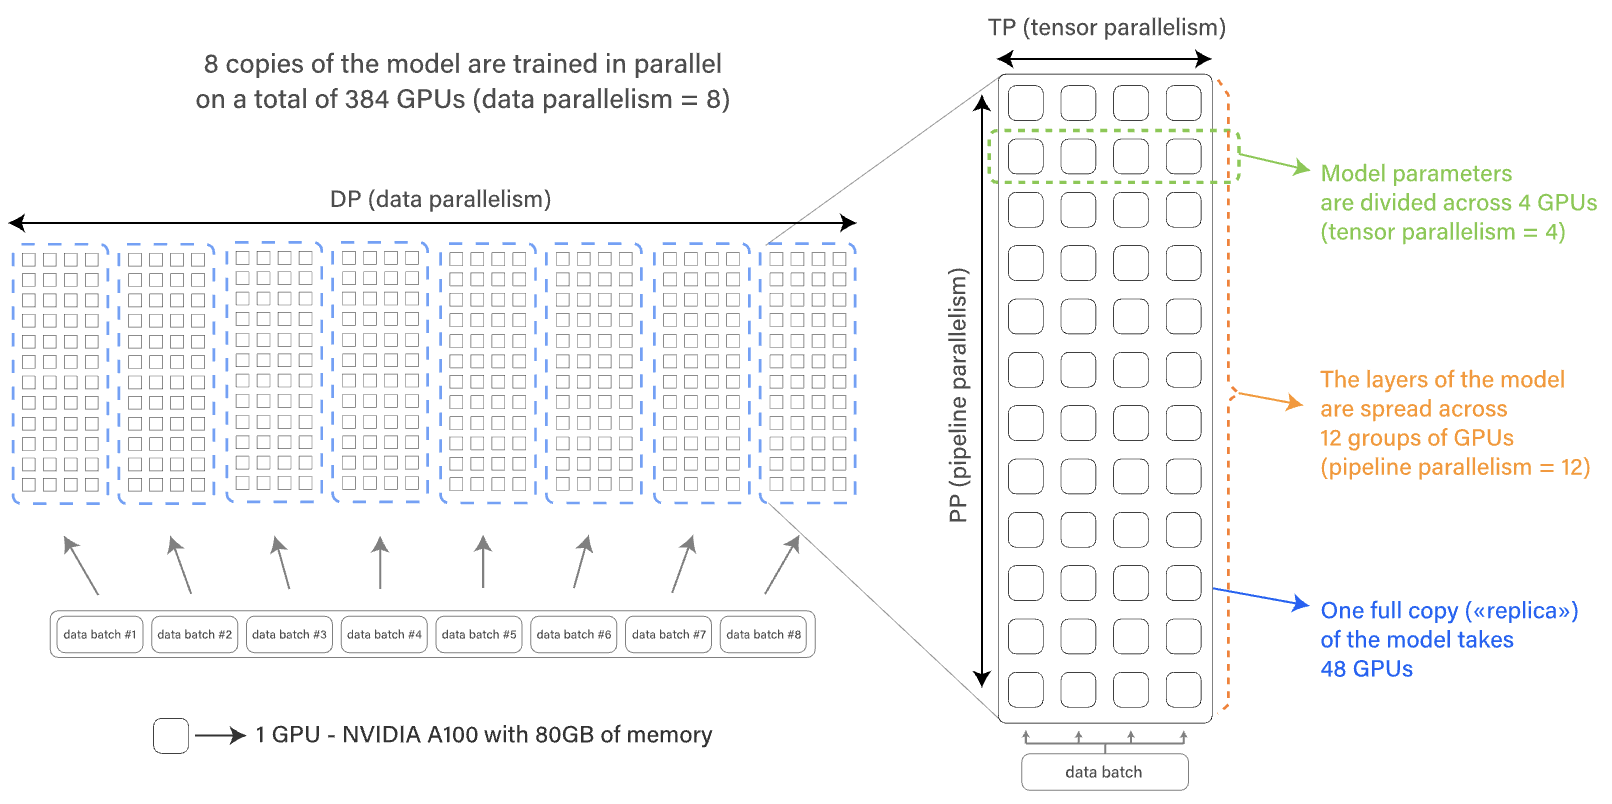 8 copies of the model are trained in parallel
on a total of 384 GPUs (data parallelism = 8)
DP (data parallelism)
data batch #1
data batch #2
data batch #3
data batch #4
data batch #5
data batch #6
data batch #7
data batch #8
1 GPU - NVIDIA A100 with 80GB of memory
TP (tensor parallelism)
PP (pipeline parallelism)
data batch
Model parameters
are divided across 4 GPUs
(tensor parallelism = 4)
The layers of the model
are spread across
12 groups of GPUs
(pipeline parallelism = 12)
One full copy («replica»)
of the model takes
48 GPUs